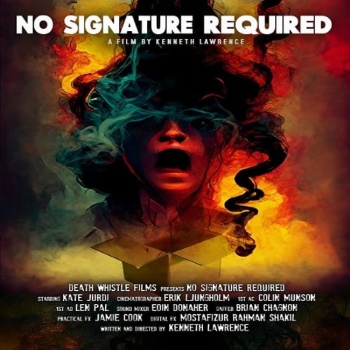 NO SIGNATURE REQUIRED
A FILM BY KENNETH LAWRENCE
DEATH WHISTLE FILMS PRESENTS NO SIGNATURE REQUIRED
STARRING KATE JURDI CINEMATOGRAPHER ERIK LJUNGHOLM 1ST AC COLIN MUNSON
1ST AD LEN PAL SOUND MIXER EOIN DONAHER GAFFER BRIAN CHAGNON
PRACTICAL FX JAMIE COOK DIGITAL FX MOSTAFIZUR RAHMAN SHAKIL
WRITTEN AND DIRECTED BY KENNETH LAWRENCE